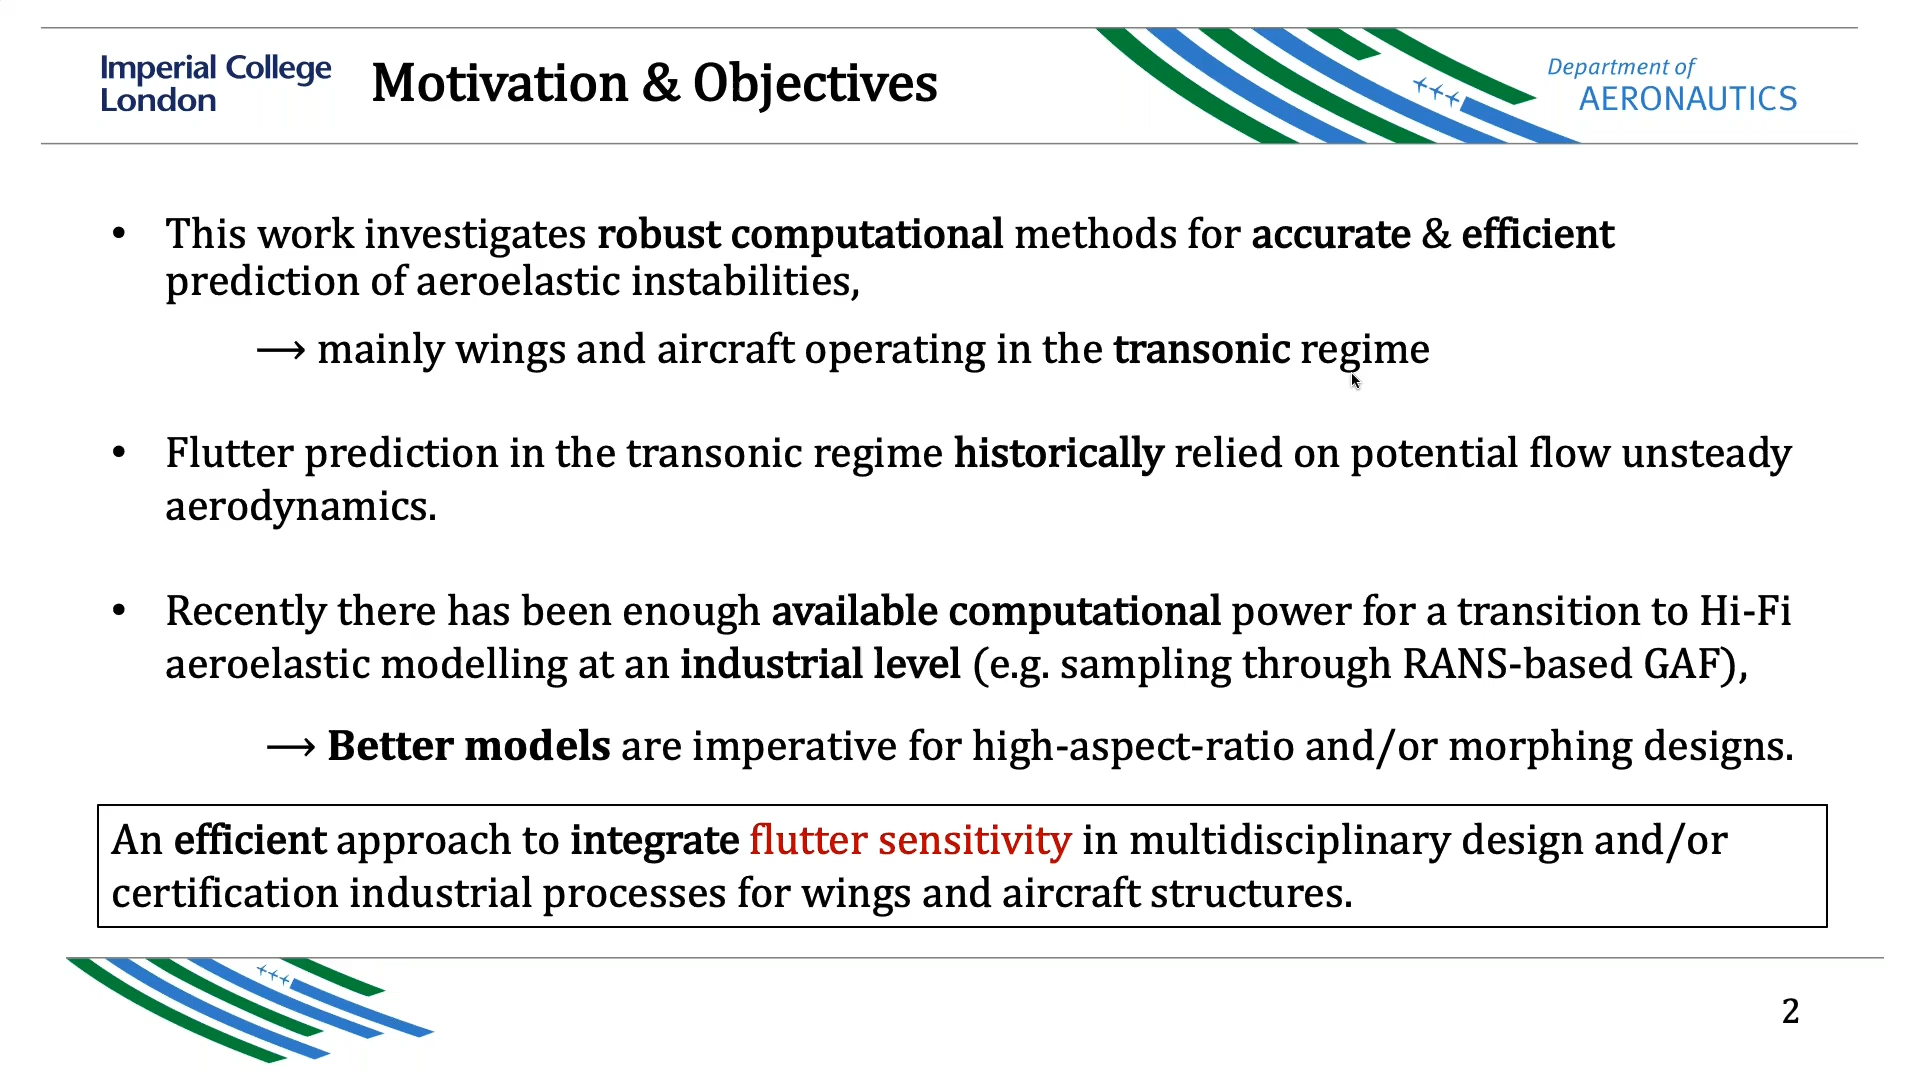 Imperial College
London
Motivation & Objectives
Department of
AERONAUTICS
• This work investigates robust computational methods for accurate & efficient
prediction of aeroelastic instabilities,
⟶ mainly wings and aircraft operating in the transonic regime
• Flutter prediction in the transonic regime historically relied on potential flow unsteady
aerodynamics.
• Recently there has been enough available computational power for a transition to Hi-Fi
aeroelastic modelling at an industrial level (e.g. sampling through RANS-based GAF),
⟶ Better models are imperative for high-aspect-ratio and/or morphing designs.
An efficient approach to integrate flutter sensitivity in multidisciplinary design and/or
certification industrial processes for wings and aircraft structures.
2